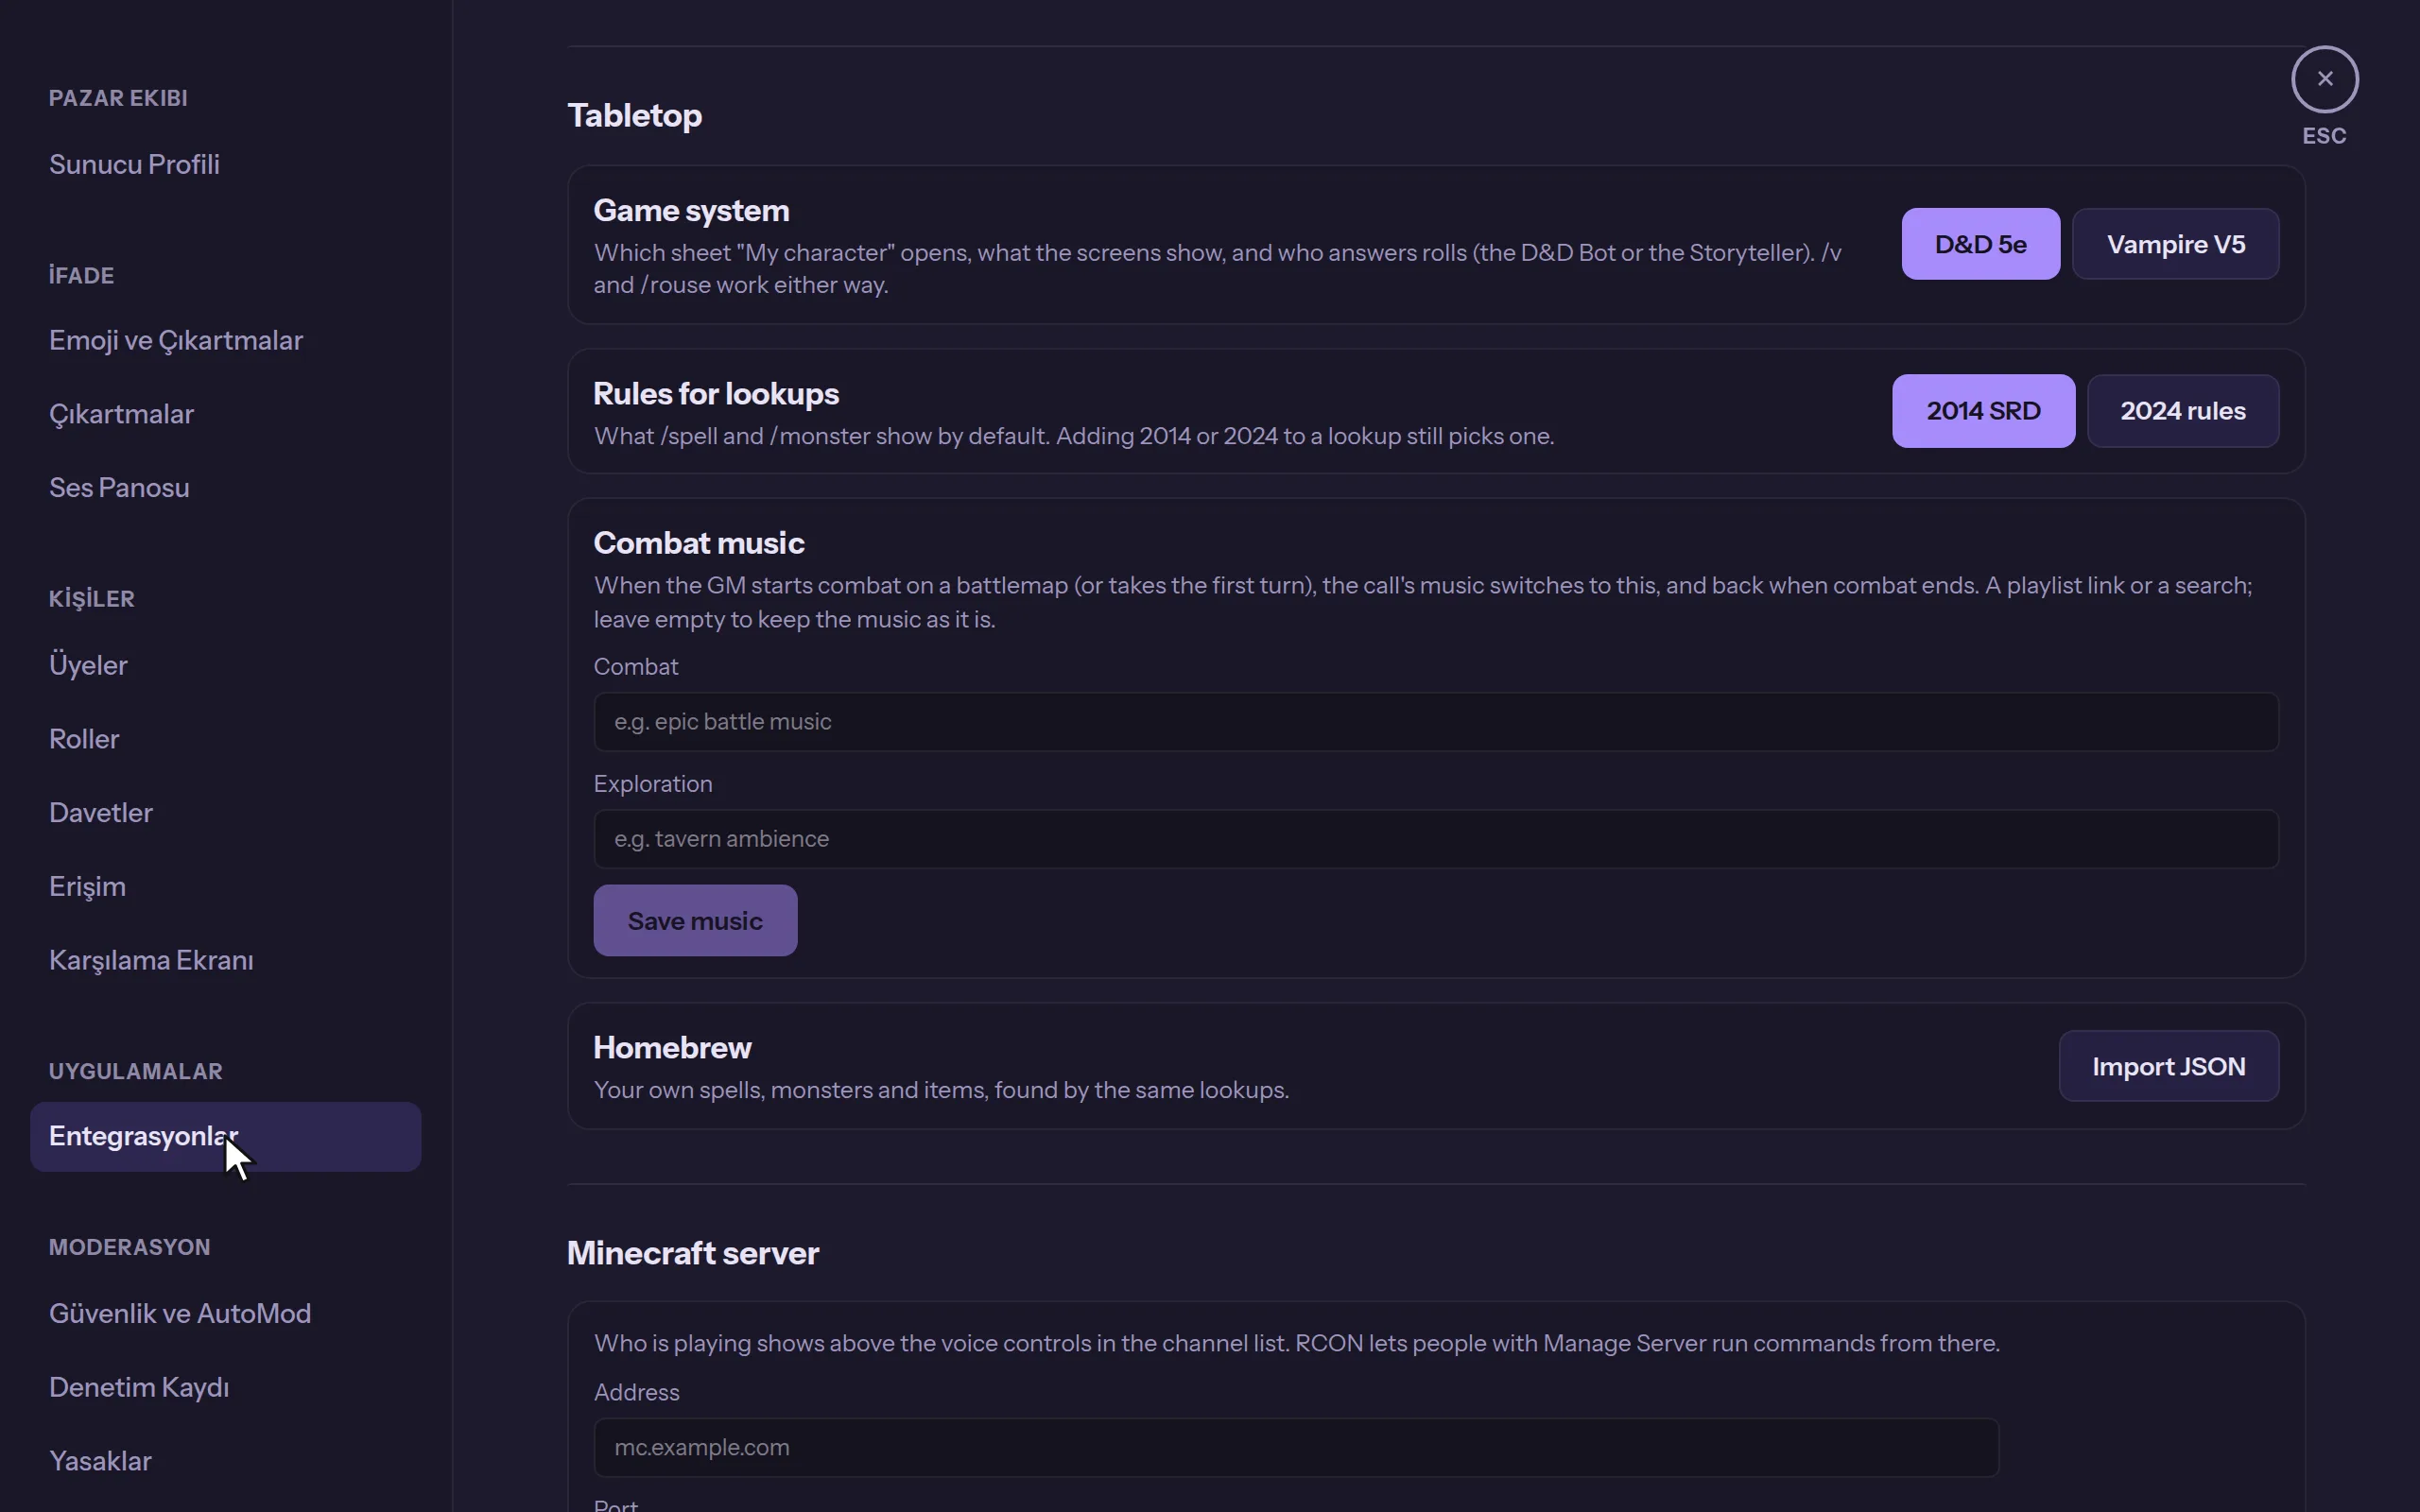 PAZAR EKIBI
Sunucu Profili
İFADE
Emoji ve Çıkartmalar
Çıkartmalar
Ses Panosu
KİŞİLER
Üyeler
Roller
Davetler
Erişim
Karşılama Ekranı
UYGULAMALAR
Entegrasyonlar
MODERASYON
Güvenlik ve AutoMod
Denetim Kaydı
Yasaklar
ESC
Tabletop
Game system
Which sheet "My character" opens, what the screens show, and who answers rolls (the D&D Bot or the Storyteller). /v
and /rouse work either way.
D&D 5e
Vampire V5
Rules for lookups
What /spell and /monster show by default. Adding 2014 or 2024 to a lookup still picks one.
2014 SRD
2024 rules
Combat music
When the GM starts combat on a battlemap (or takes the first turn), the call's music switches to this, and back when combat ends. A playlist link or a search;
leave empty to keep the music as it is.
Combat
e.g. epic battle music
Exploration
e.g. tavern ambience
Save music
Homebrew
Your own spells, monsters and items, found by the same lookups.
Import JSON
Minecraft server
Who is playing shows above the voice controls in the channel list. RCON lets people with Manage Server run commands from there.
Address
mc.example.com
Port